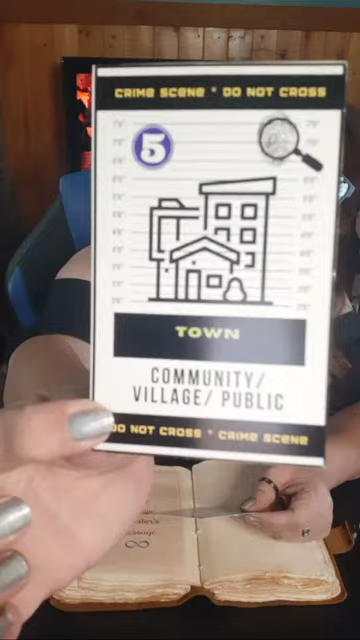 CRIME SCENE * DO NOT CROSS
5
TOWN
COMMUNITY/
VILLAGE/ PUBLIC
DO NOT CROSS * CRIME SCENE